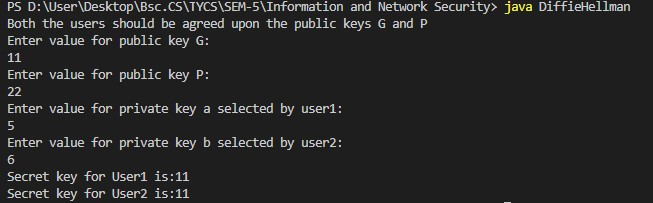 PS D:\User\Desktop\Bsc.CS\TYCS\SEM-5\Information and Network Security> java DiffieHellman
Both the users should be agreed upon the public keys G and P
Enter value for public key G:
11
Enter value for public key P:
22
Enter value for private key a selected by user1:
5
Enter value for private key b selected by user2:
6
Secret key for User1 is:11
Secret key for User2 is:11